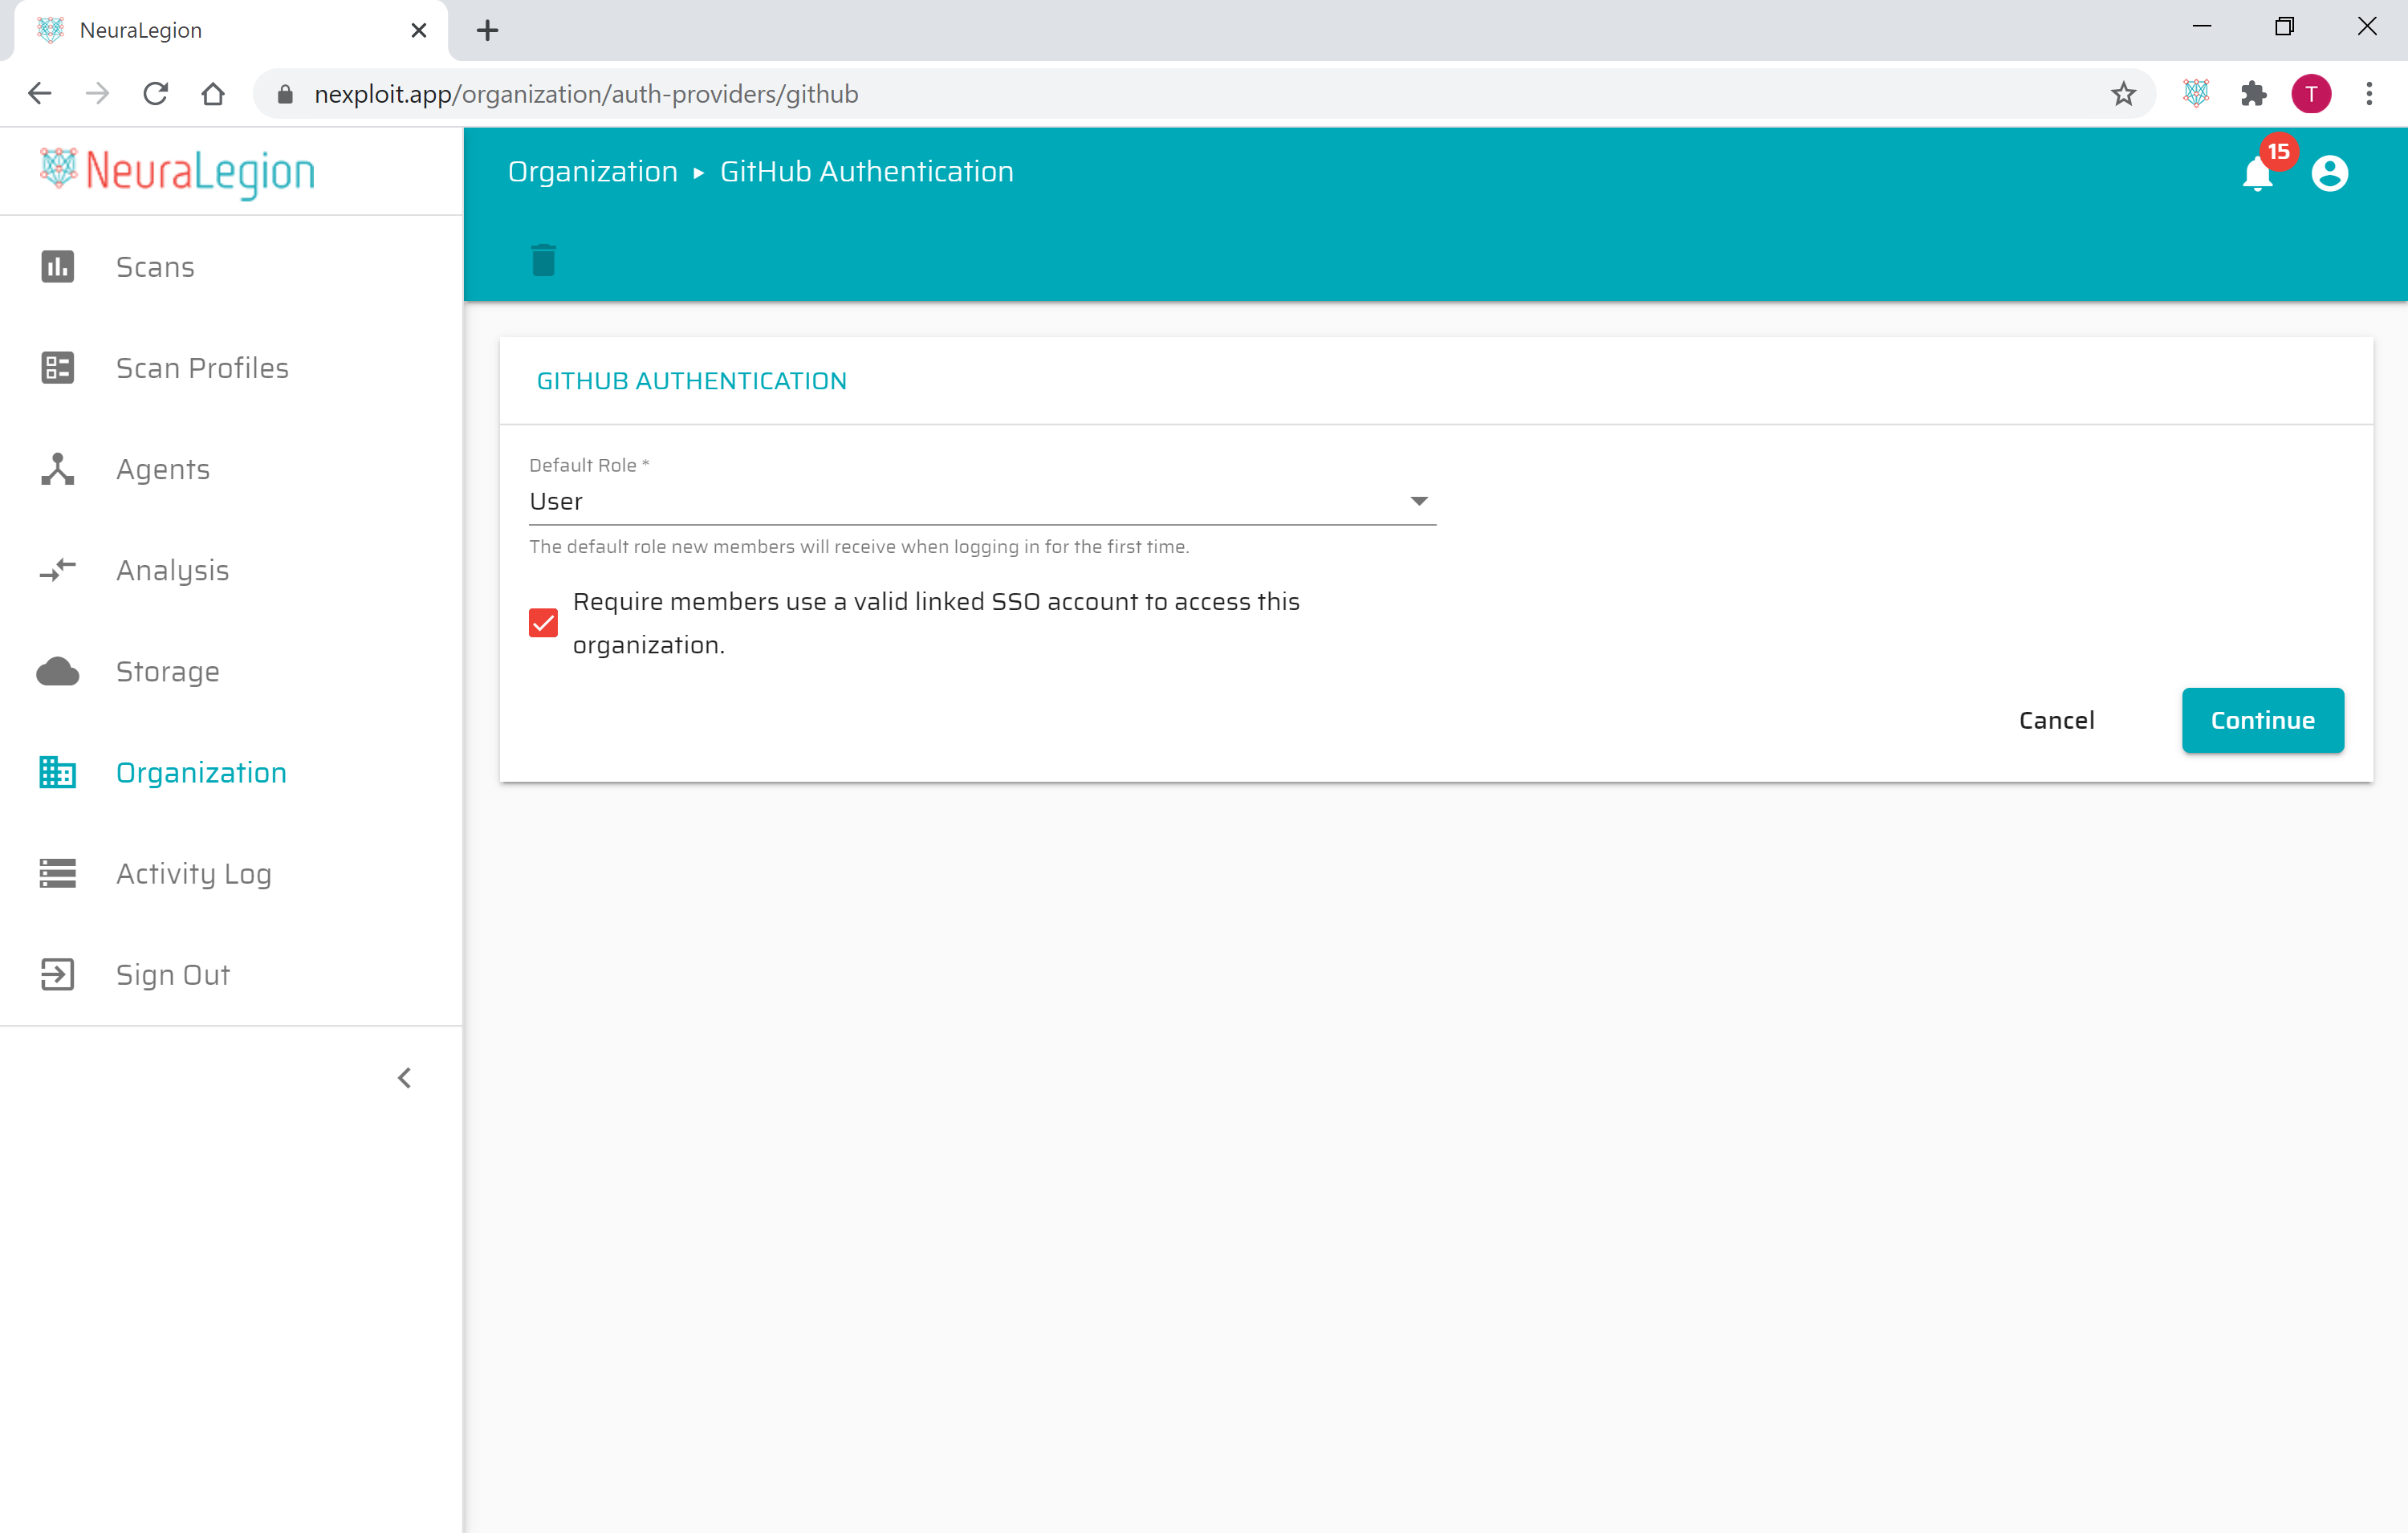 NeuraLegion
nexploit.app/organization/auth-providers/github
T
NeuraLegion
Organization ▸ GitHub Authentication
15
Scans
Scan Profiles
Agents
Analysis
Storage
Organization
Activity Log
Sign Out
GITHUB AUTHENTICATION
Default Role *
User
The default role new members will receive when logging in for the first time.
Require members use a valid linked SSO account to access this
organization.
Cancel
Continue